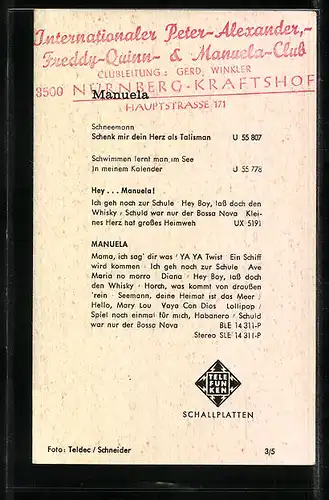 Internationaler Peter-Alexander,-
Freddy-Quinn- & Manuela-Club
CLUBLEITUNG: GERD, WINKLER
8500 NÜRNBERG-KRAFTSHOF
Manuela
HAUPTSTRASSE 171
Schneemann
Schenk mir dein Herz als Talisman U 55 807
Schwimmen lernt man im See
In meinem Kalender U 55 778
Hey . . . Manuela!
Ich geh noch zur Schule · Hey Boy, laß doch den
Whisky · Schuld war nur der Bossa Nova · Klei-
nes Herz hat großes Heimweh UX 5191
MANUELA
Mama, ich sag' dir was · YA YA Twist · Ein Schiff
wird kommen · Ich geh noch zur Schule · Ave
Maria no morro · Diana · Hey Boy, laß doch
den Whisky · Horch, was kommt von draußen
'rein · Seemann, deine Heimat ist das Meer /
Hello, Mary Lou · Vaya Con Dios · Lollipop /
Spiel noch einmal für mich, Habanero / Schuld
war nur der Bossa Nova BLE 14 311-P
Stereo SLE 14 311-P
TELE
FUN
KEN
SCHALLPLATTEN
Foto: Teldec / Schneider 3/5